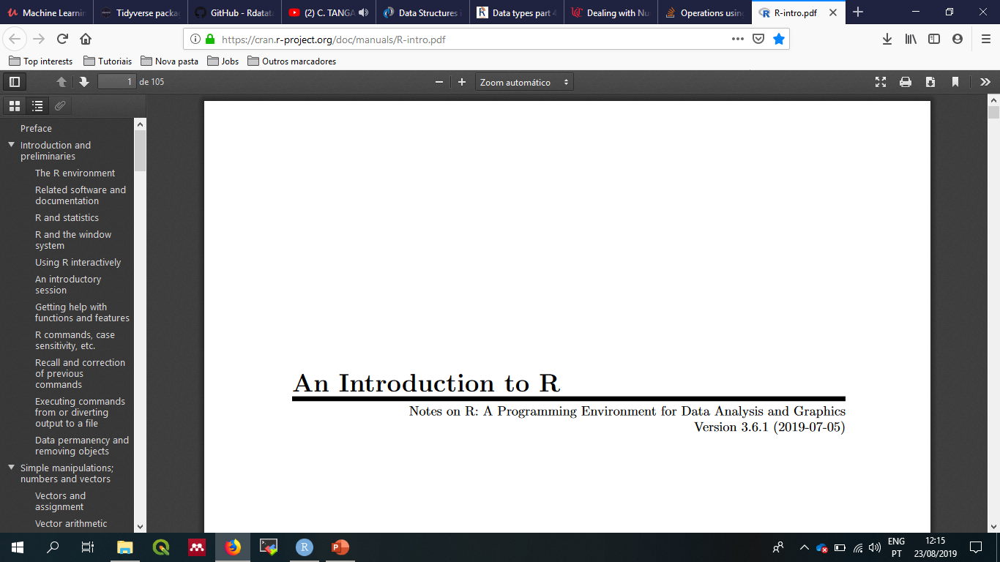 Machine Learnin
Tidyverse packag
GitHub - Rdatata
(2) C. TANGA
Data Structures i
Data types part 4
Dealing with Nu
Operations using
R-intro.pdf
https://cran.r-project.org/doc/manuals/R-intro.pdf
Top interests
Tutoriais
Nova pasta
Jobs
Outros marcadores
1 de 105
Zoom automático
Preface
Introduction and
preliminaries
The R environment
Related software and
documentation
R and statistics
R and the window
system
Using R interactively
An introductory
session
Getting help with
functions and features
R commands, case
sensitivity, etc.
Recall and correction
of previous
commands
Executing commands
from or diverting
output to a file
Data permanency and
removing objects
Simple manipulations;
numbers and vectors
Vectors and
assignment
Vector arithmetic
An Introduction to R
Notes on R: A Programming Environment for Data Analysis and Graphics
Version 3.6.1 (2019-07-05)
ENG
PT
12:15
23/08/2019